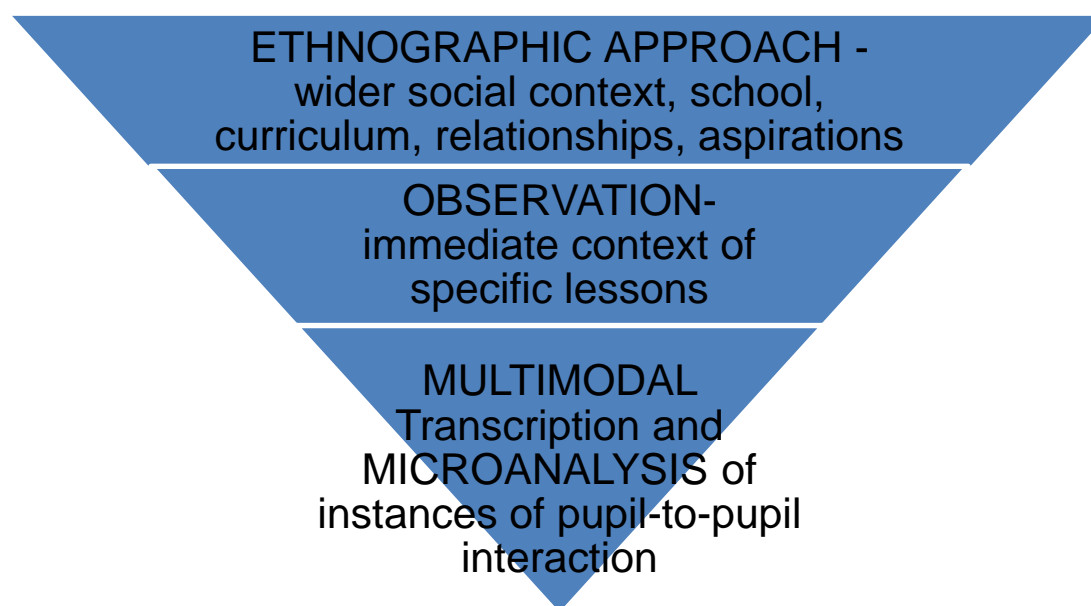 ETHNOGRAPHIC APPROACH -
wider social context, school,
curriculum, relationships, aspirations
OBSERVATION-
immediate context of
specific lessons
MULTIMODAL
Transcription and
MICROANALYSIS of
instances of pupil-to-pupil
interaction